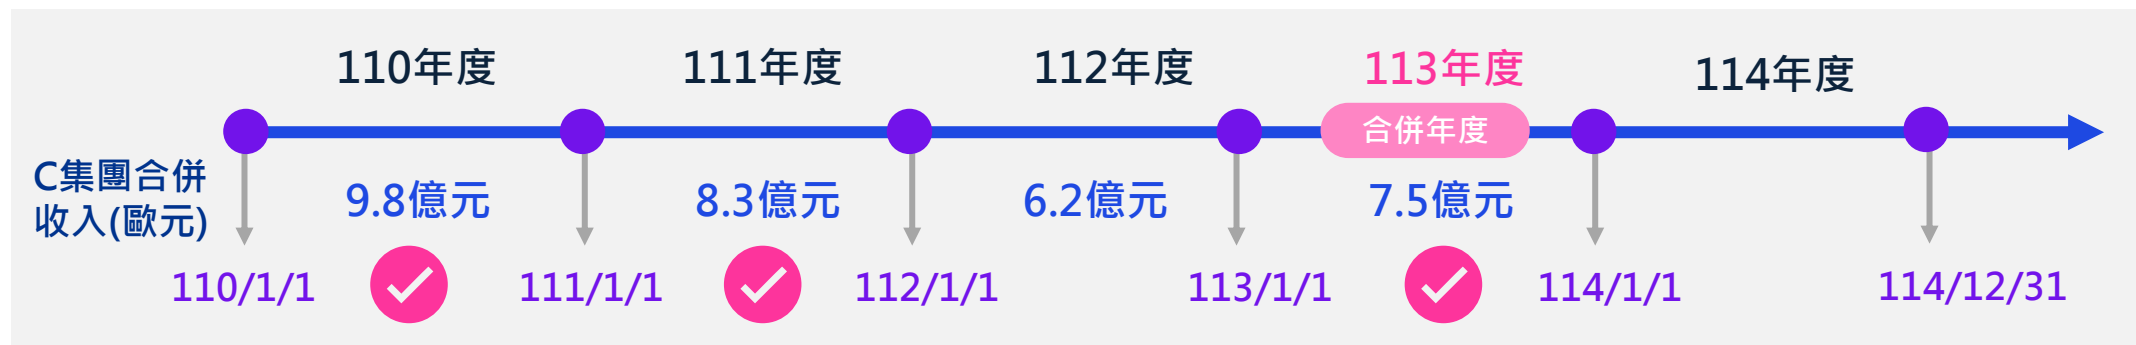 110年度 111年度 112年度 113年度 114年度
合併年度
C集團合併
收入(歐元)
9.8億元 8.3億元 6.2億元 7.5億元
110/1/1 111/1/1 112/1/1 113/1/1 114/1/1 114/12/31